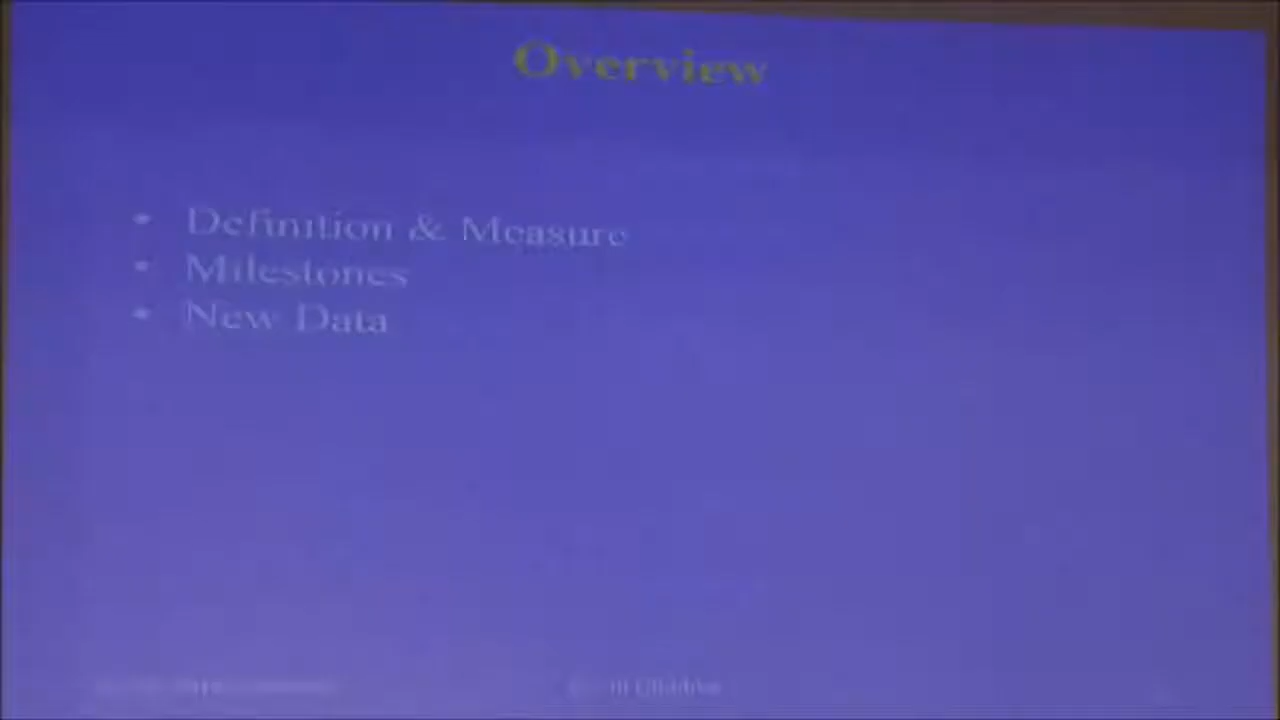 Overview
• Definition & Measure
• Milestones
• New Data